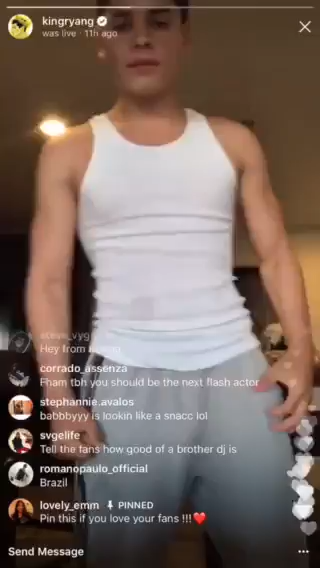 kingryang
was live · 11h ago
Hey from
corrado_assenza
Fham tbh you should be the next flash actor
stephannie.avalos
babbbyyy is lookin like a snacc lol
svgelife
Tell the fans how good of a brother dj is
romanopaulo_official
Brazil
lovely_emm PINNED
Pin this if you love your fans !!!❤️
Send Message